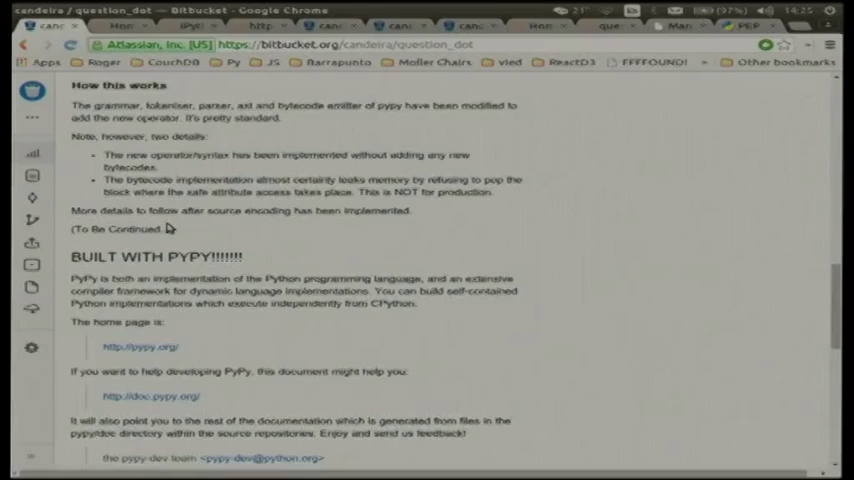 candeira / question_dot — Bitbucket - Google Chrome
21°
(97%)
14:25
Atlassian, Inc. [US]
https://bitbucket.org/candeira/question_dot
Apps Roger CouchDB Py JS Barrapunto Moller Chairs vled ReactD3 FFFFOUND! » Other bookmarks
How this works
The grammar, tokeniser, parser, ast and bytecode emitter of pypy have been modified to
add the new operator. It's pretty standard.
Note, however, two details:
• The new operator/syntax has been implemented without adding any new
bytecodes.
• The bytecode implementation almost certainly leaks memory by refusing to pop the
block where the safe attribute access takes place. This is NOT for production.
More details to follow after source encoding has been implemented.
(To Be Continued.
BUILT WITH PYPY!!!!!!!
PyPy is both an implementation of the Python programming language, and an extensive
compiler framework for dynamic language implementations. You can build self-contained
Python implementations which execute independently from CPython.
The home page is:
http://pypy.org/
If you want to help developing PyPy, this document might help you:
http://doc.pypy.org/
It will also point you to the rest of the documentation which is generated from files in the
pypy/doc directory within the source repositories. Enjoy and send us feedback!
the pypy-dev team <pypy-dev@python.org>